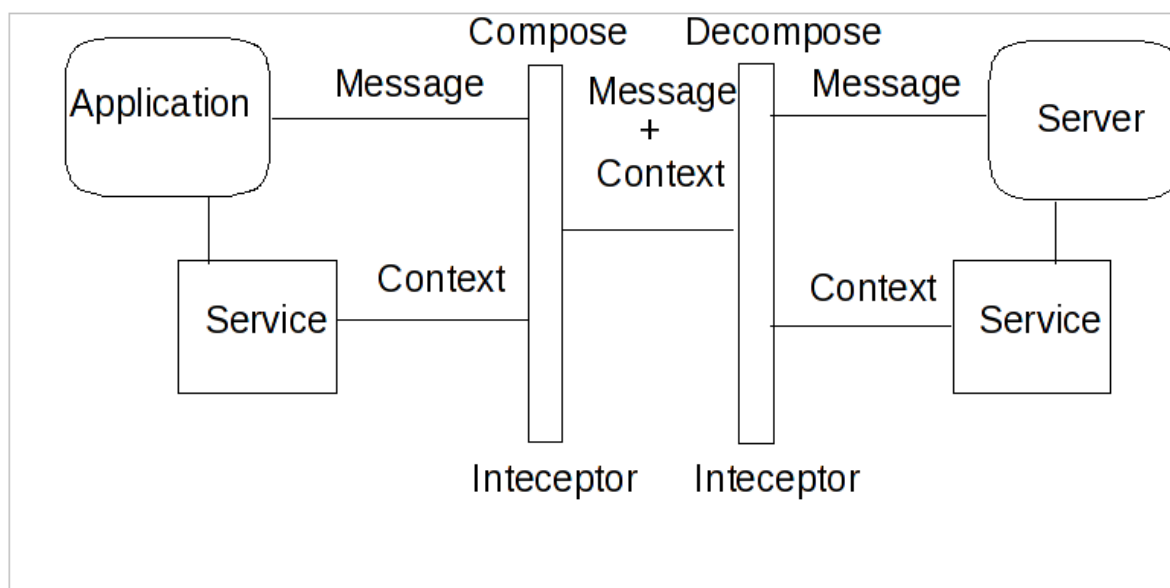 Compose
Decompose
Application
Message
Message
+
Context
Message
Server
Service
Context
Context
Service
Inteceptor
Inteceptor